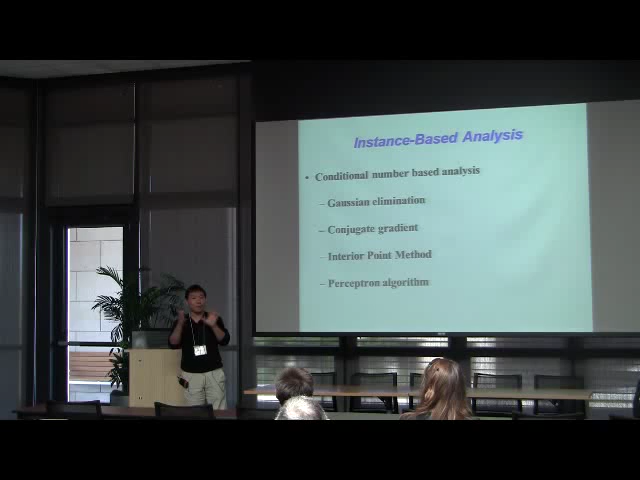 Instance-Based Analysis
• Conditional number based analysis
– Gaussian elimination
– Conjugate gradient
– Interior Point Method
– Perceptron algorithm